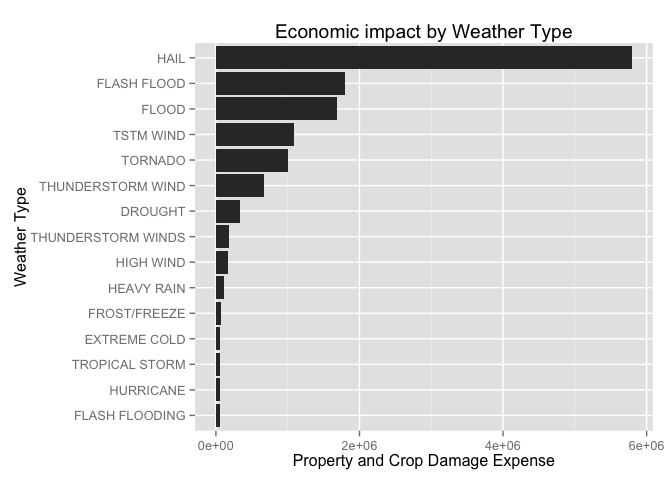 Economic impact by Weather Type
Weather Type
HAIL
FLASH FLOOD
FLOOD
TSTM WIND
TORNADO
THUNDERSTORM WIND
DROUGHT
THUNDERSTORM WINDS
HIGH WIND
HEAVY RAIN
FROST/FREEZE
EXTREME COLD
TROPICAL STORM
HURRICANE
FLASH FLOODING
0e+00 2e+06 4e+06 6e+06
Property and Crop Damage Expense